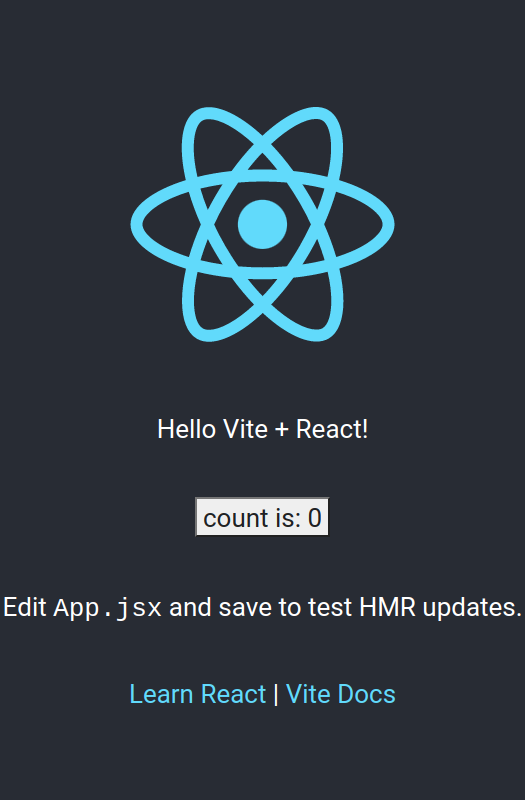 Hello Vite + React!
count is: 0
Edit App.jsx and save to test HMR updates.
Learn React | Vite Docs